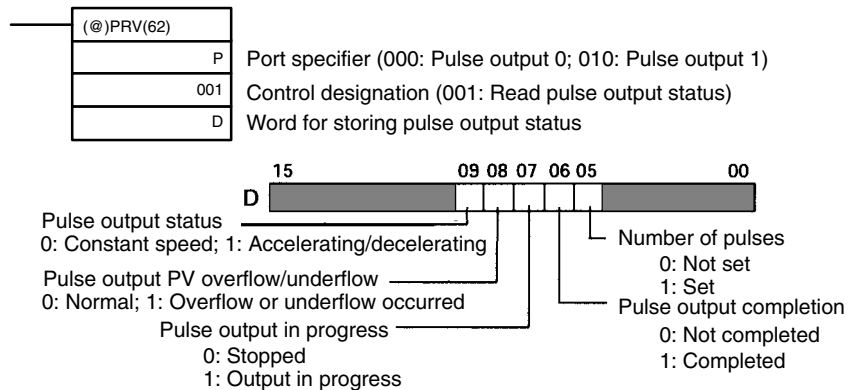 (@)PRV(62)
P Port specifier (000: Pulse output 0; 010: Pulse output 1)
001 Control designation (001: Read pulse output status)
D Word for storing pulse output status
15 09 08 07 06 05 00
D
Pulse output status
0: Constant speed; 1: Accelerating/decelerating
Pulse output PV overflow/underflow
0: Normal; 1: Overflow or underflow occurred
Pulse output in progress
0: Stopped
1: Output in progress
Number of pulses
0: Not set
1: Set
Pulse output completion
0: Not completed
1: Completed